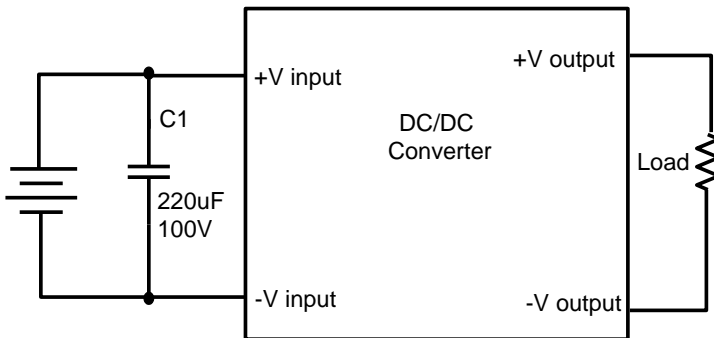 +V input
+V output
C1
DC/DC
Converter
Load
220uF
100V
-V input
-V output